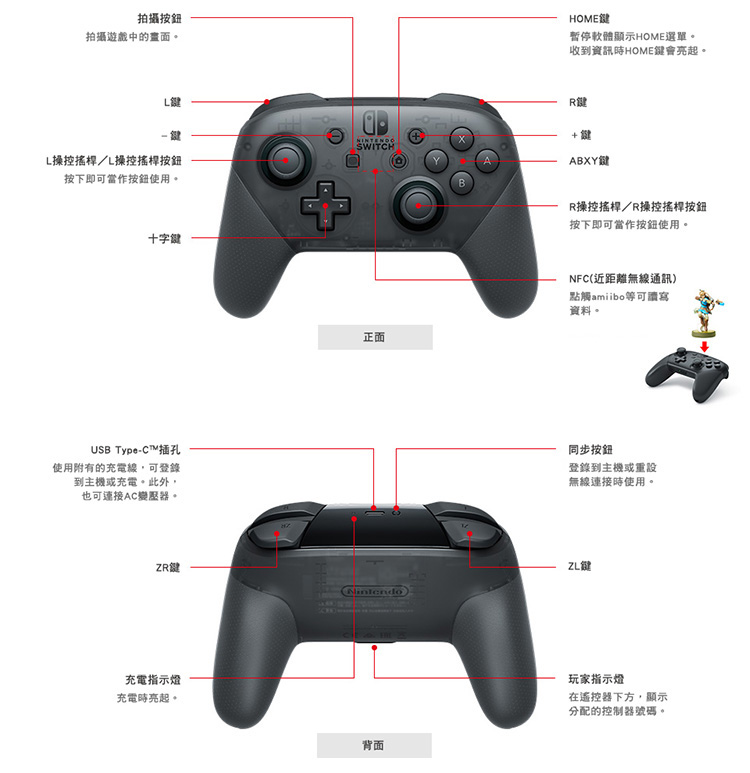 拍攝按鈕
拍攝遊戲中的畫面。
HOME鍵
暫停軟體顯示HOME選單。
收到資訊時HOME鍵會亮起。
L鍵
R鍵
－鍵
＋鍵
L操控搖桿／L操控搖桿按鈕
按下即可當作按鈕使用。
ABXY鍵
R操控搖桿／R操控搖桿按鈕
按下即可當作按鈕使用。
十字鍵
NFC(近距離無線通訊)
點觸amiibo等可讀寫
資料。
NINTENDO
SWITCH
X
Y
A
B
正面
USB Type-C™插孔
使用附有的充電線，可登錄
到主機或充電。此外，
也可連接AC變壓器。
同步按鈕
登錄到主機或重設
無線連接時使用。
ZR
ZL
ZR鍵
ZL鍵
Nintendo
充電指示燈
充電時亮起。
玩家指示燈
在遙控器下方，顯示
分配的控制器號碼。
背面